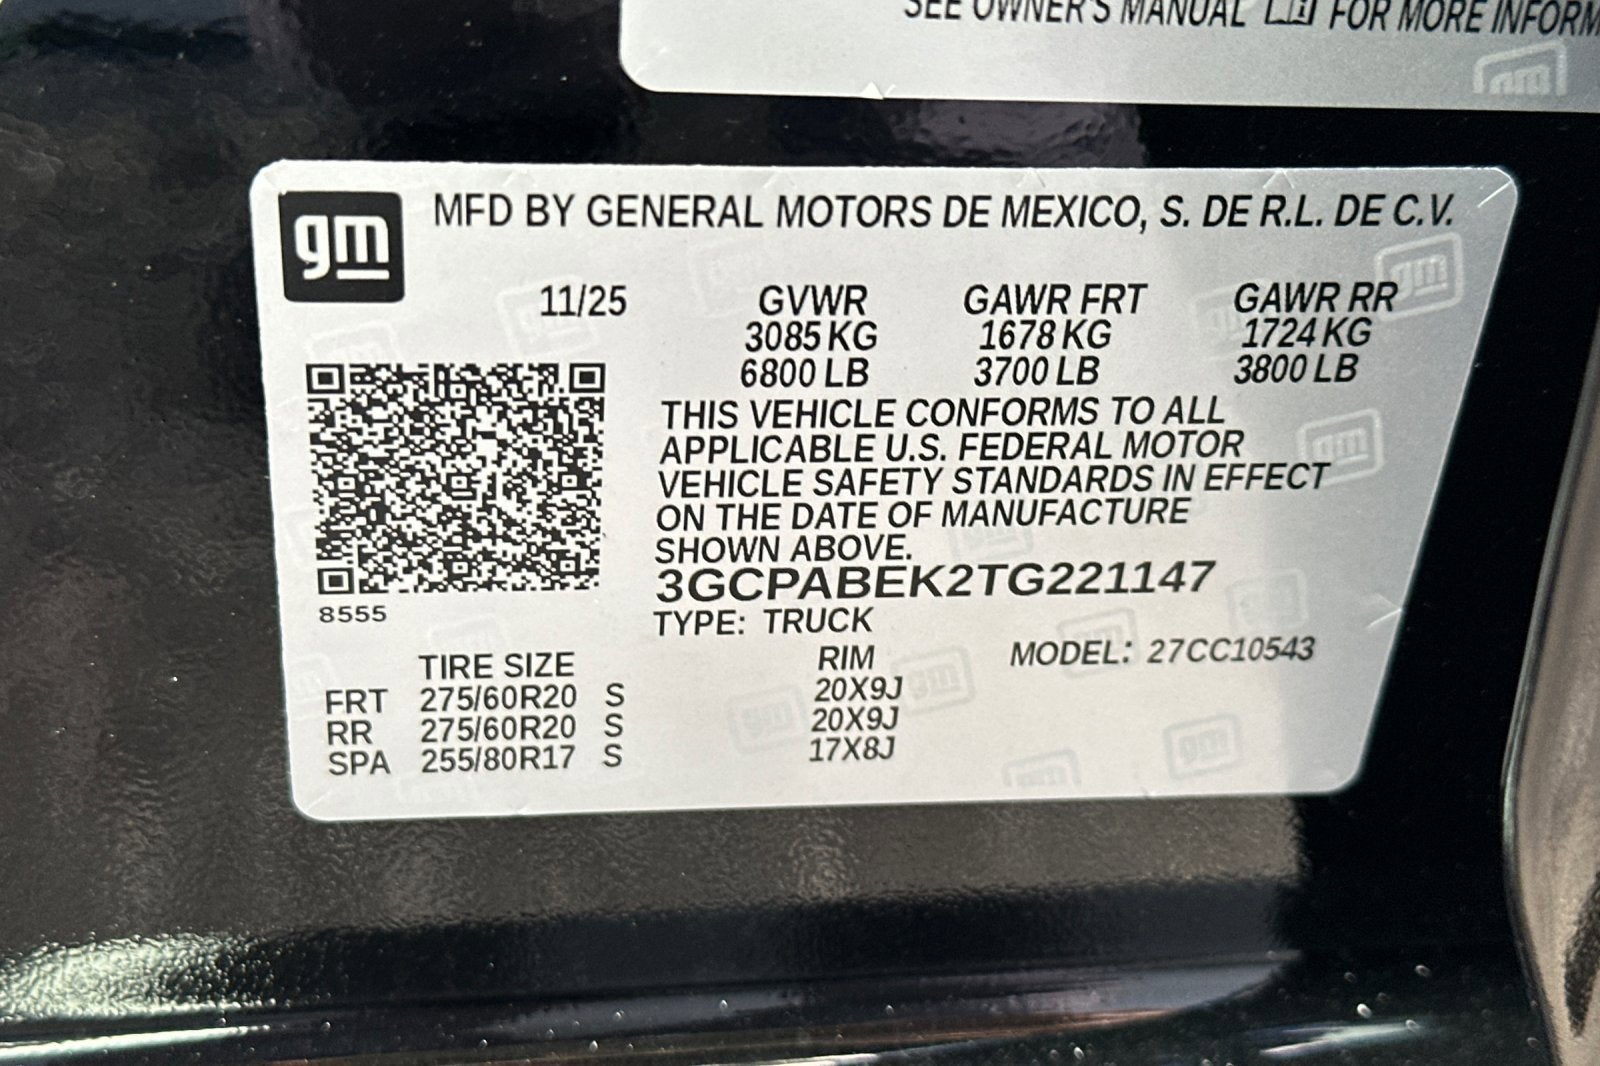 SEE OWNER'S MANUAL FOR MORE INFORM
gm
MFD BY GENERAL MOTORS DE MEXICO, S. DE R.L. DE C.V.
11/25 GVWR GAWR FRT GAWR RR
3085 KG 1678 KG 1724 KG
6800 LB 3700 LB 3800 LB
THIS VEHICLE CONFORMS TO ALL
APPLICABLE U.S. FEDERAL MOTOR
VEHICLE SAFETY STANDARDS IN EFFECT
ON THE DATE OF MANUFACTURE
SHOWN ABOVE.
3GCPABEK2TG221147
8555
TYPE: TRUCK
TIRE SIZE RIM MODEL: 27CC10543
FRT 275/60R20 S 20X9J
RR 275/60R20 S 20X9J
SPA 255/80R17 S 17X8J